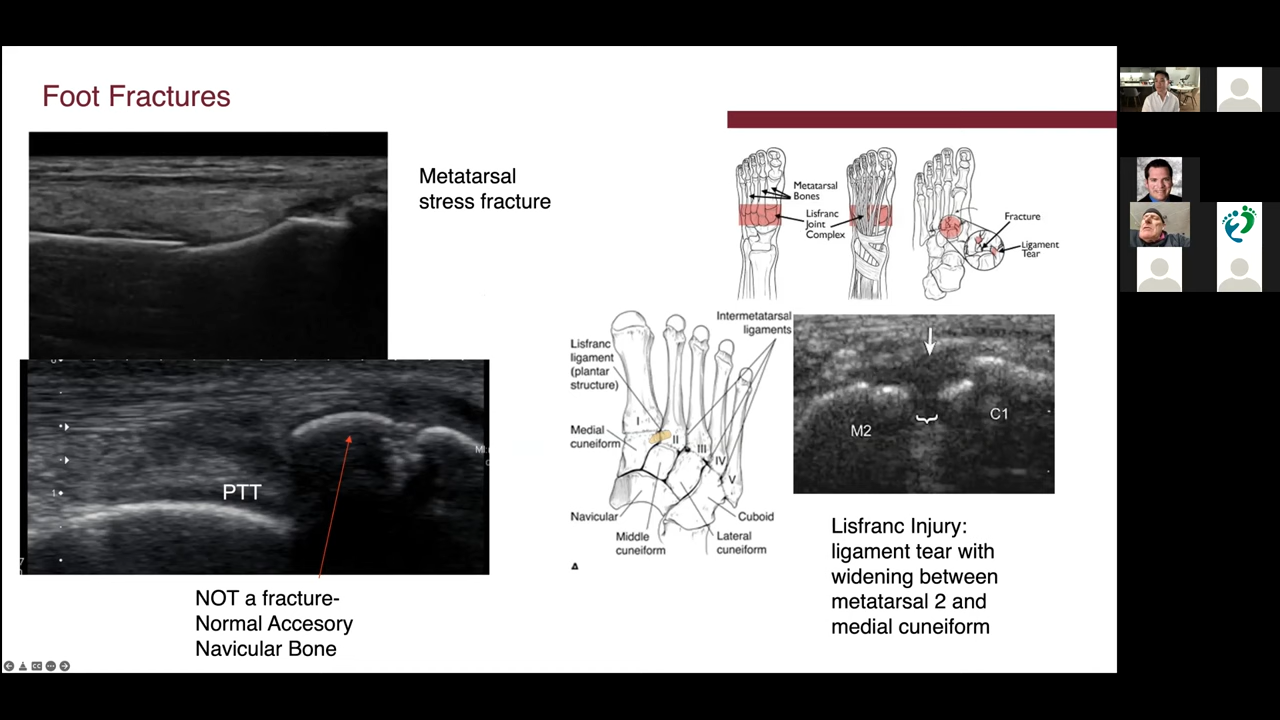 Foot Fractures
Metatarsal
stress fracture
PTT
NOT a fracture-
Normal Accesory
Navicular Bone
Metatarsal
Bones
Lisfranc
Joint
Complex
Fracture
Ligament
Tear
Intermetatarsal
ligaments
Lisfranc
ligament
(plantar
structure)
Medial
cuneiform
I
II
III
IV
V
Navicular
Middle
cuneiform
Lateral
cuneiform
Cuboid
A
M2
C1
Lisfranc Injury:
ligament tear with
widening between
metatarsal 2 and
medial cuneiform